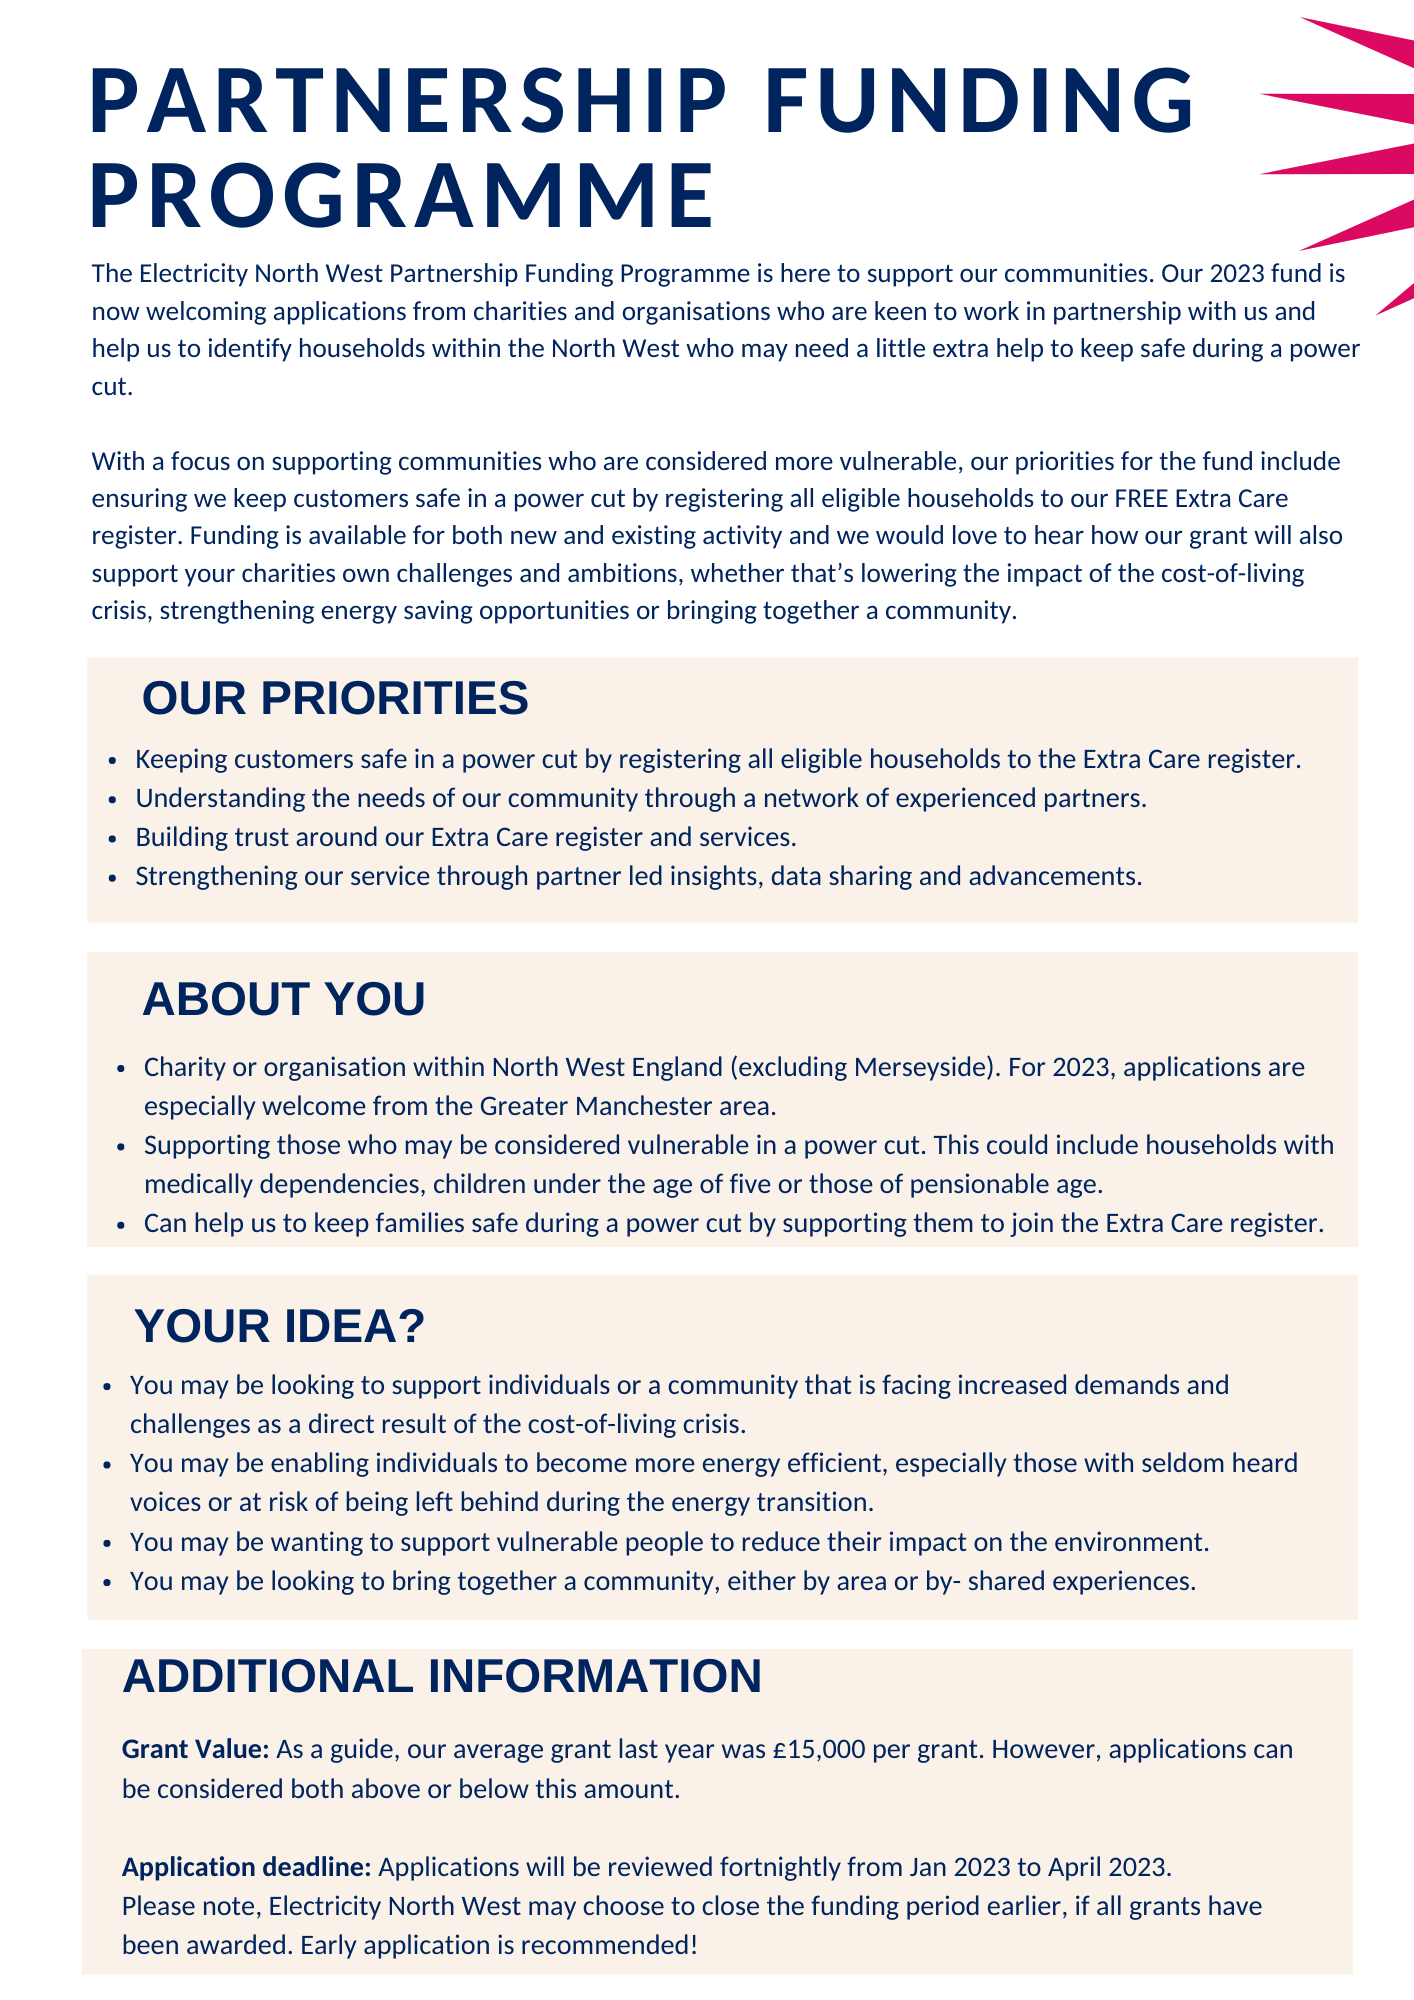 PARTNERSHIP FUNDING
PROGRAMME
The Electricity North West Partnership Funding Programme is here to support our communities. Our 2023 fund is
now welcoming applications from charities and organisations who are keen to work in partnership with us and
help us to identify households within the North West who may need a little extra help to keep safe during a power
cut.
With a focus on supporting communities who are considered more vulnerable, our priorities for the fund include
ensuring we keep customers safe in a power cut by registering all eligible households to our FREE Extra Care
register. Funding is available for both new and existing activity and we would love to hear how our grant will also
support your charities own challenges and ambitions, whether that’s lowering the impact of the cost-of-living
crisis, strengthening energy saving opportunities or bringing together a community.
OUR PRIORITIES
• Keeping customers safe in a power cut by registering all eligible households to the Extra Care register.
• Understanding the needs of our community through a network of experienced partners.
• Building trust around our Extra Care register and services.
• Strengthening our service through partner led insights, data sharing and advancements.
ABOUT YOU
• Charity or organisation within North West England (excluding Merseyside). For 2023, applications are
especially welcome from the Greater Manchester area.
• Supporting those who may be considered vulnerable in a power cut. This could include households with
medically dependencies, children under the age of five or those of pensionable age.
• Can help us to keep families safe during a power cut by supporting them to join the Extra Care register.
YOUR IDEA?
• You may be looking to support individuals or a community that is facing increased demands and
challenges as a direct result of the cost-of-living crisis.
• You may be enabling individuals to become more energy efficient, especially those with seldom heard
voices or at risk of being left behind during the energy transition.
• You may be wanting to support vulnerable people to reduce their impact on the environment.
• You may be looking to bring together a community, either by area or by- shared experiences.
ADDITIONAL INFORMATION
Grant Value: As a guide, our average grant last year was £15,000 per grant. However, applications can
be considered both above or below this amount.
Application deadline: Applications will be reviewed fortnightly from Jan 2023 to April 2023.
Please note, Electricity North West may choose to close the funding period earlier, if all grants have
been awarded. Early application is recommended!